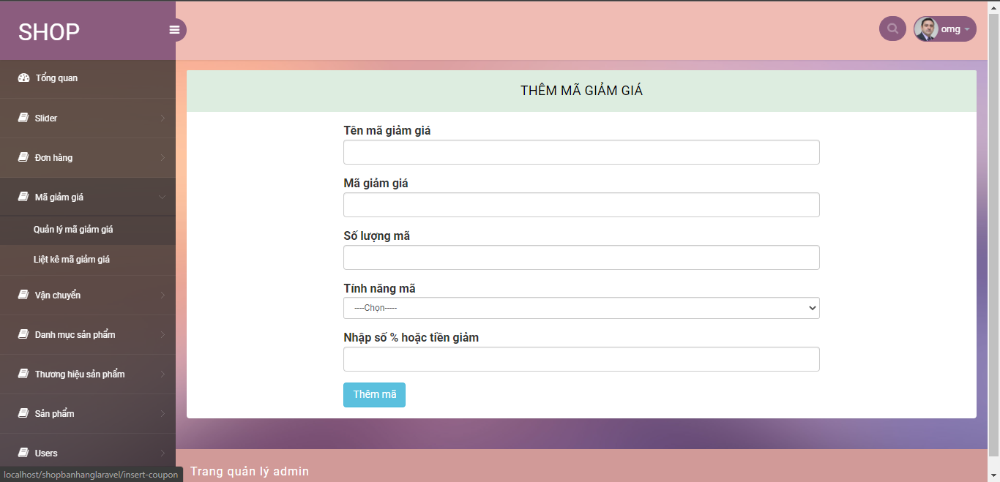 SHOP
omg
Tổng quan
Slider
Đơn hàng
Mã giảm giá
Quản lý mã giảm giá
Liệt kê mã giảm giá
Vận chuyển
Danh mục sản phẩm
Thương hiệu sản phẩm
Sản phẩm
Users
THÊM MÃ GIẢM GIÁ
Tên mã giảm giá
Mã giảm giá
Số lượng mã
Tính năng mã
----Chọn-----
Nhập số % hoặc tiền giảm
Thêm mã
Trang quản lý admin
localhost/shopbanhanglaravel/insert-coupon